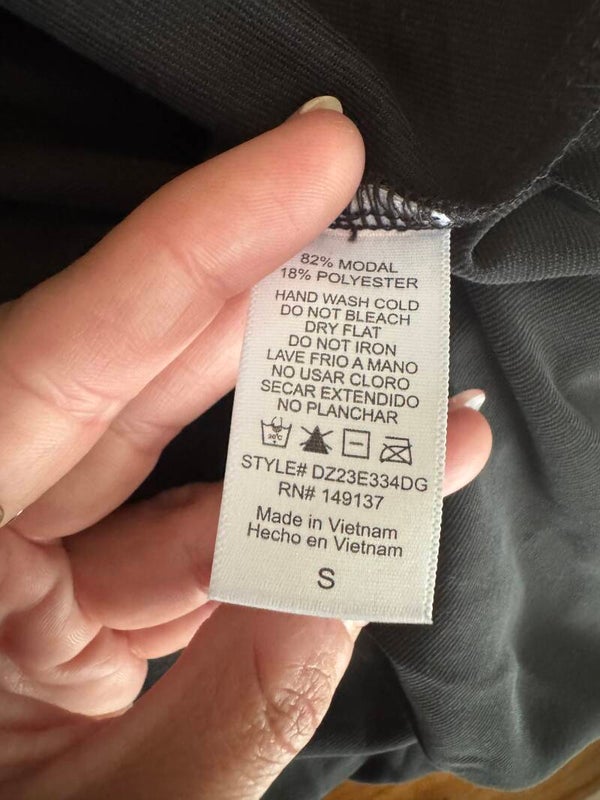 82% MODAL
18% POLYESTER
HAND WASH COLD
DO NOT BLEACH
DRY FLAT
DO NOT IRON
LAVE FRIO A MANO
NO USAR CLORO
SECAR EXTENDIDO
NO PLANCHAR
30°C
STYLE# DZ23E334DG
RN# 149137
Made in Vietnam
Hecho en Vietnam
S